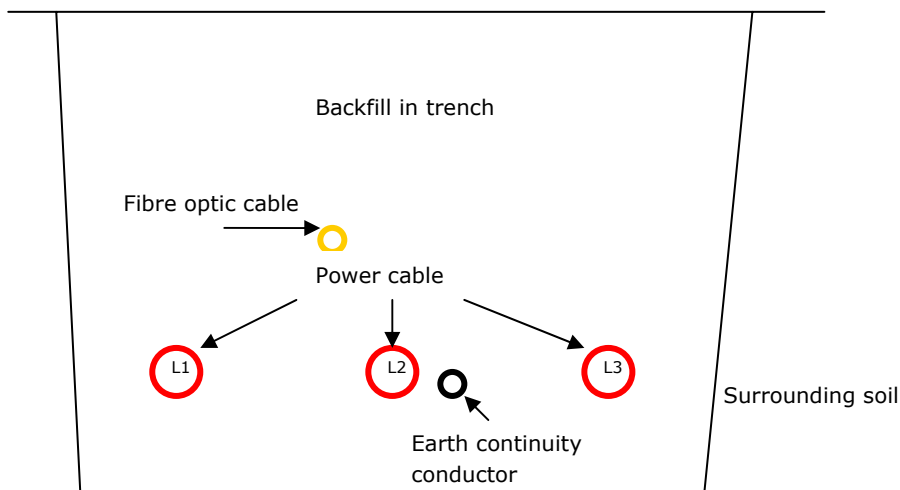 Backfill in trench
Fibre optic cable
Power cable
L1
L2
L3
Surrounding soil
Earth continuity
conductor